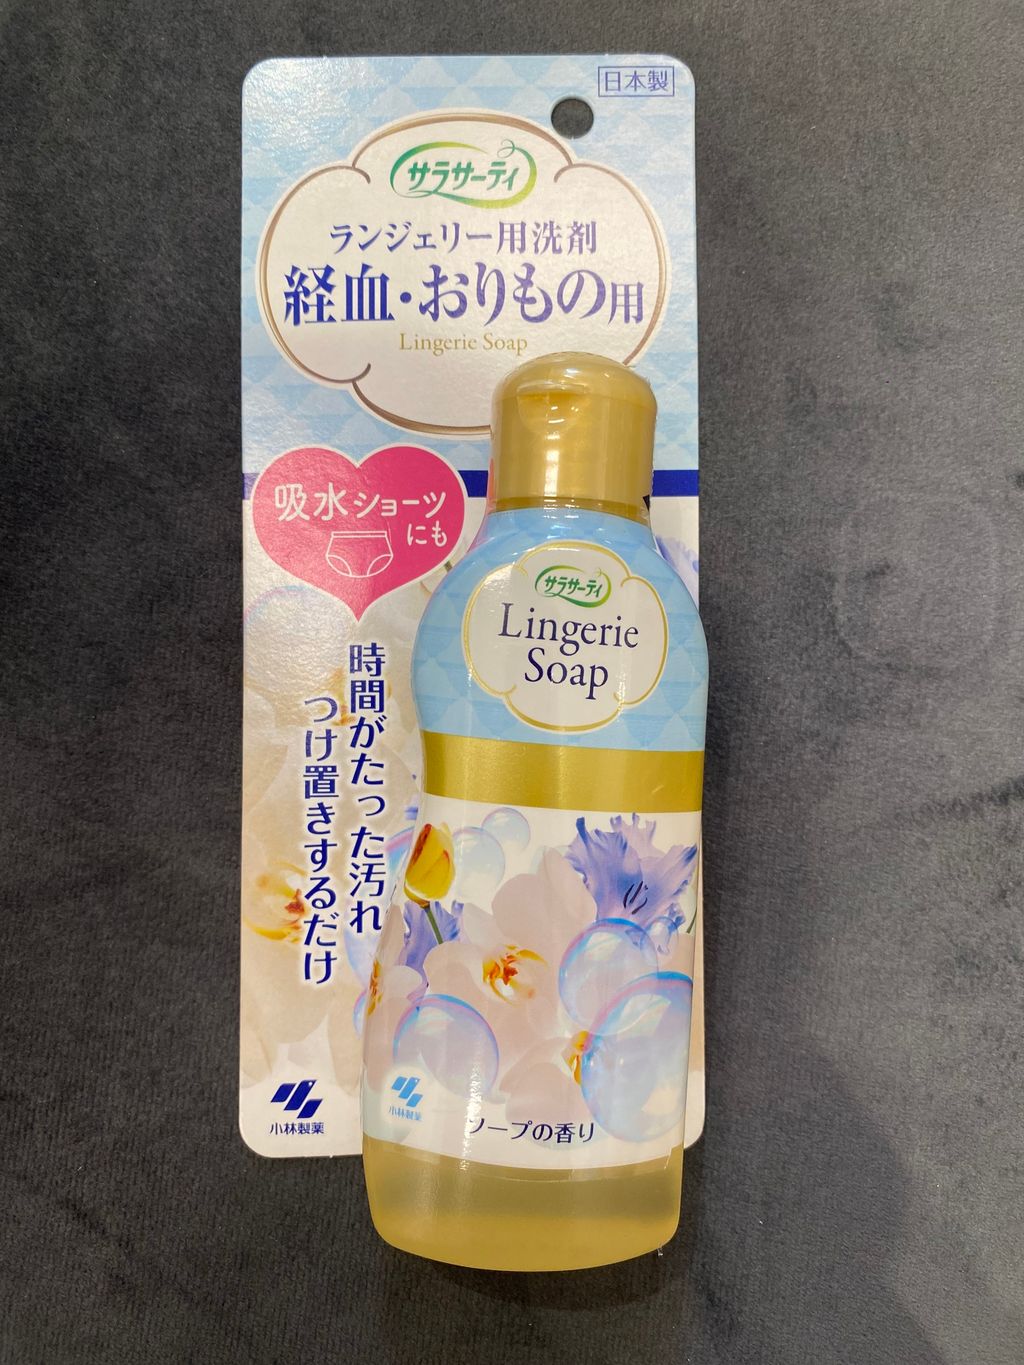 日本製
サラサーティ
ランジェリー用洗剤
経血・おりもの用
Lingerie Soap
吸水ショーツ
にも
時間がたった汚れ
つけ置きするだけ
小林製薬
サラサーティ
Lingerie
Soap
小林製薬
ソープの香り